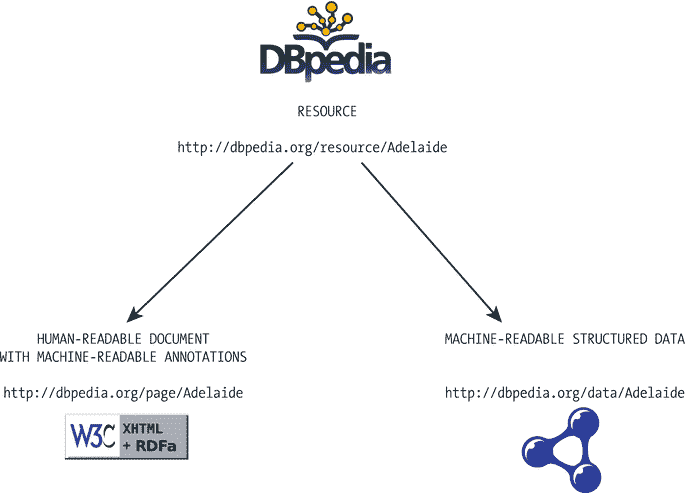 DBpedia
RESOURCE
http://dbpedia.org/resource/Adelaide
HUMAN-READABLE DOCUMENT
WITH MACHINE-READABLE ANNOTATIONS
http://dbpedia.org/page/Adelaide
W3C XHTML
+ RDFa
MACHINE-READABLE STRUCTURED DATA
http://dbpedia.org/data/Adelaide